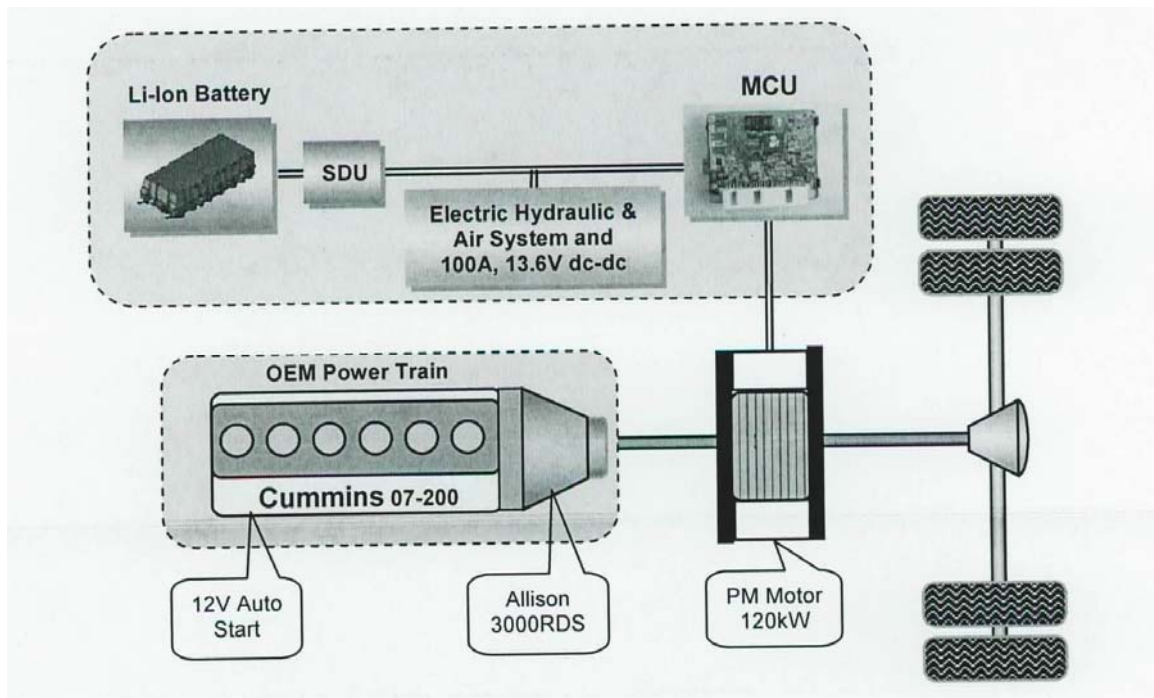 Li-Ion Battery
MCU
SDU
Electric Hydraulic &
Air System and
100A, 13.6V dc-dc
OEM Power Train
Cummins 07-200
12V Auto
Start
Allison
3000RDS
PM Motor
120kW